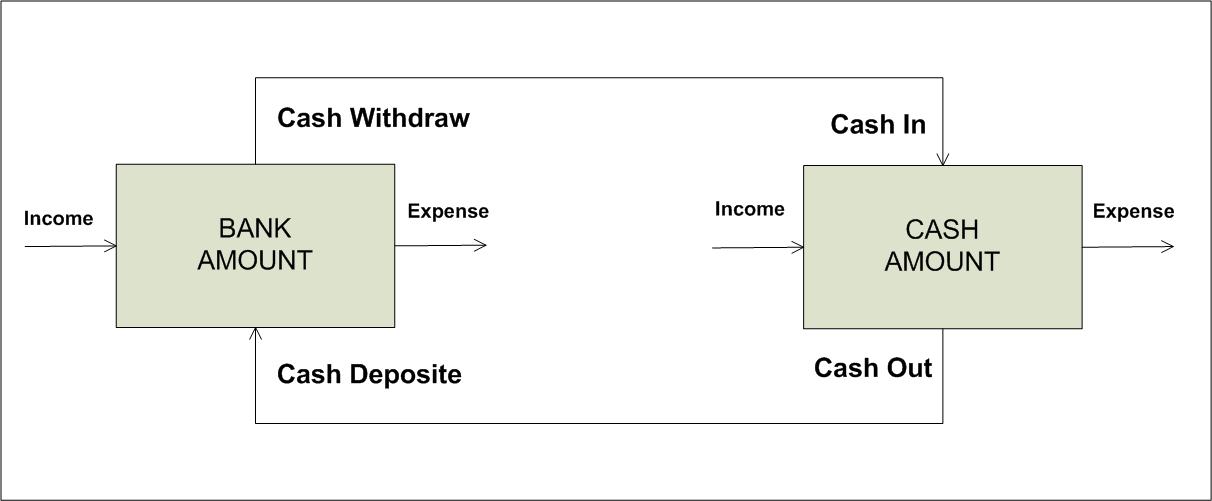 Cash Withdraw
Cash In
Income
BANK
AMOUNT
Expense
Income
CASH
AMOUNT
Expense
Cash Deposite
Cash Out